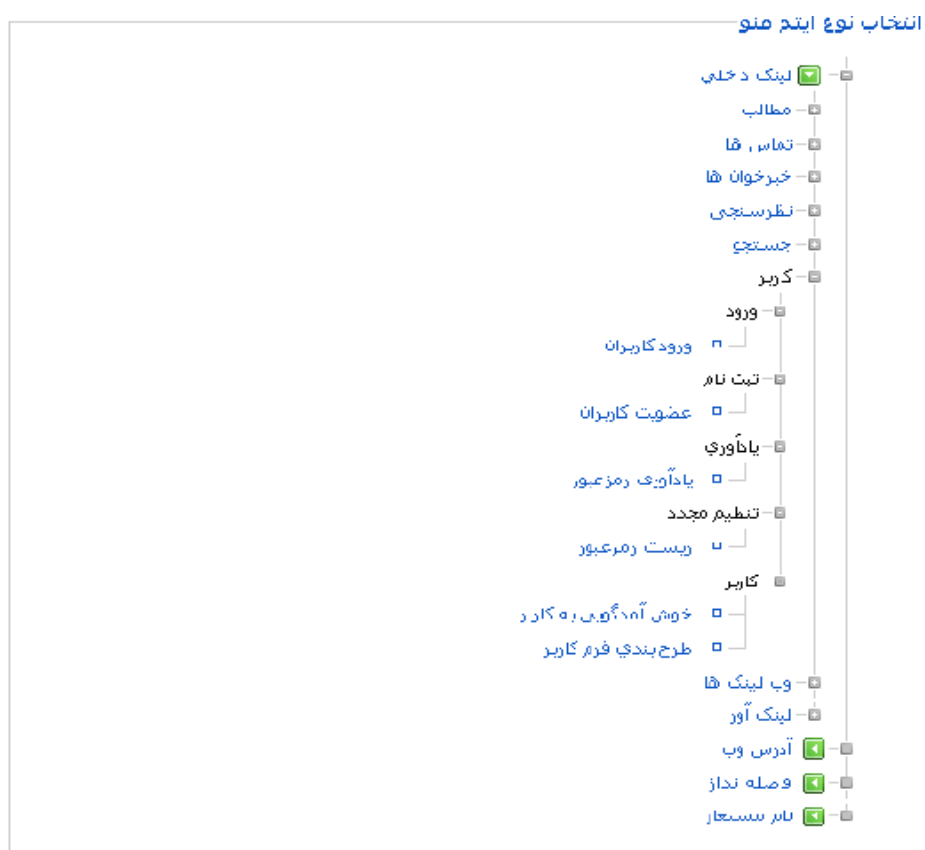 انتخاب نوع ایتم منو
لینک داخلي
مطالب
تماس ها
خبرخوان ها
نظرسنجی
جستجو
کاربر
ورود
ورود کاربران
ثبت نام
عضویت کاربران
یادآوري
یادآوری رمزعبور
تنظیم مجدد
ریست رمزعبور
کاربر
خوش آمدگویی به کاربر
طرح بندي فرم کاربر
وب لینک ها
لینک آور
آدرس وب
فاصله انداز
نام مستعار